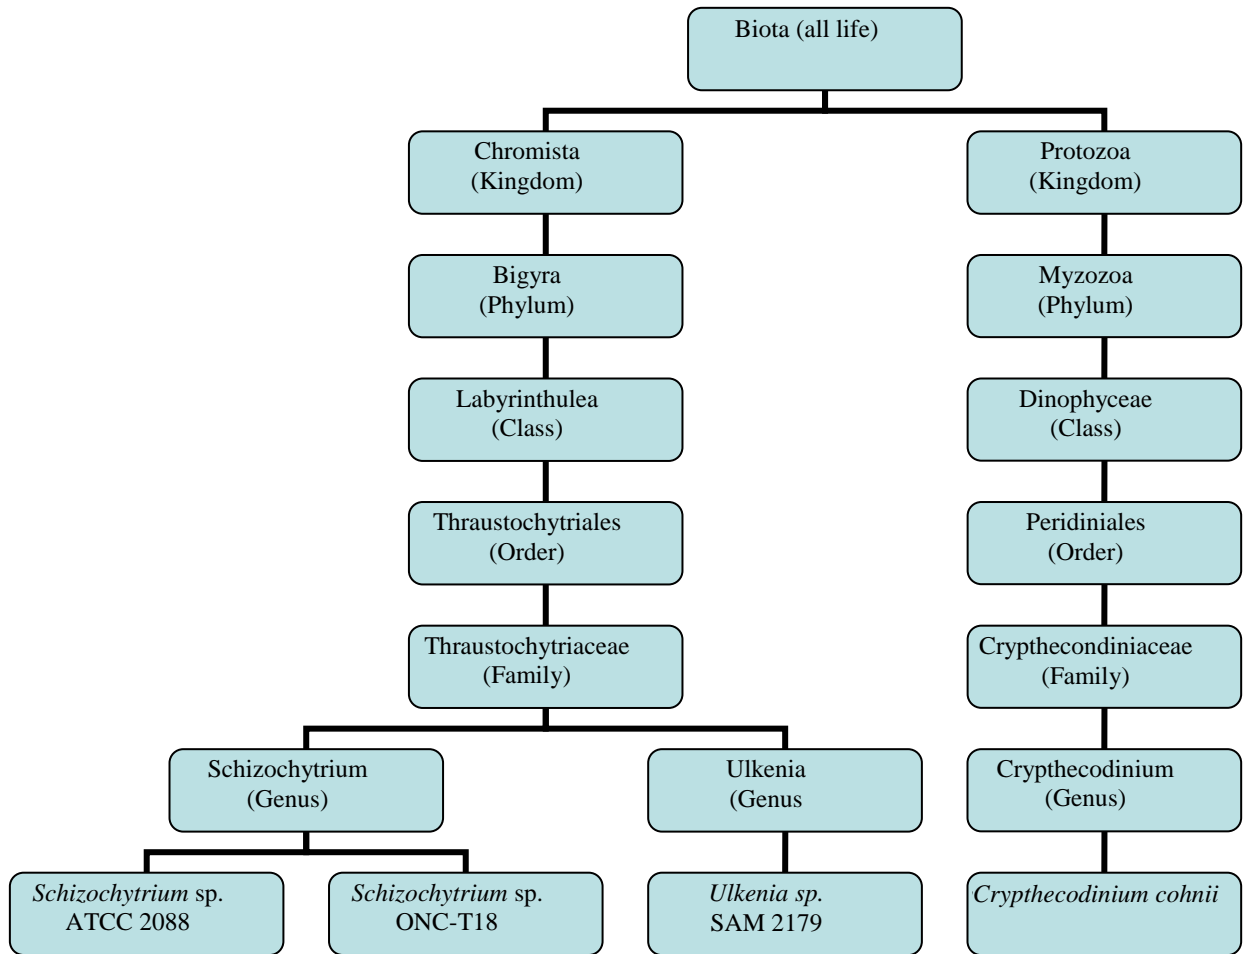 Biota (all life)
Chromista
(Kingdom)
Protozoa
(Kingdom)
Bigyra
(Phylum)
Myzozoa
(Phylum)
Labyrinthulea
(Class)
Dinophyceae
(Class)
Thraustochytriales
(Order)
Peridiniales
(Order)
Thraustochytriaceae
(Family)
Crypthecondiniaceae
(Family)
Schizochytrium
(Genus)
Ulkenia
(Genus
Crypthecodinium
(Genus)
Schizochytrium sp.
ATCC 2088
Schizochytrium sp.
ONC-T18
Ulkenia sp.
SAM 2179
Crypthecodinium cohnii